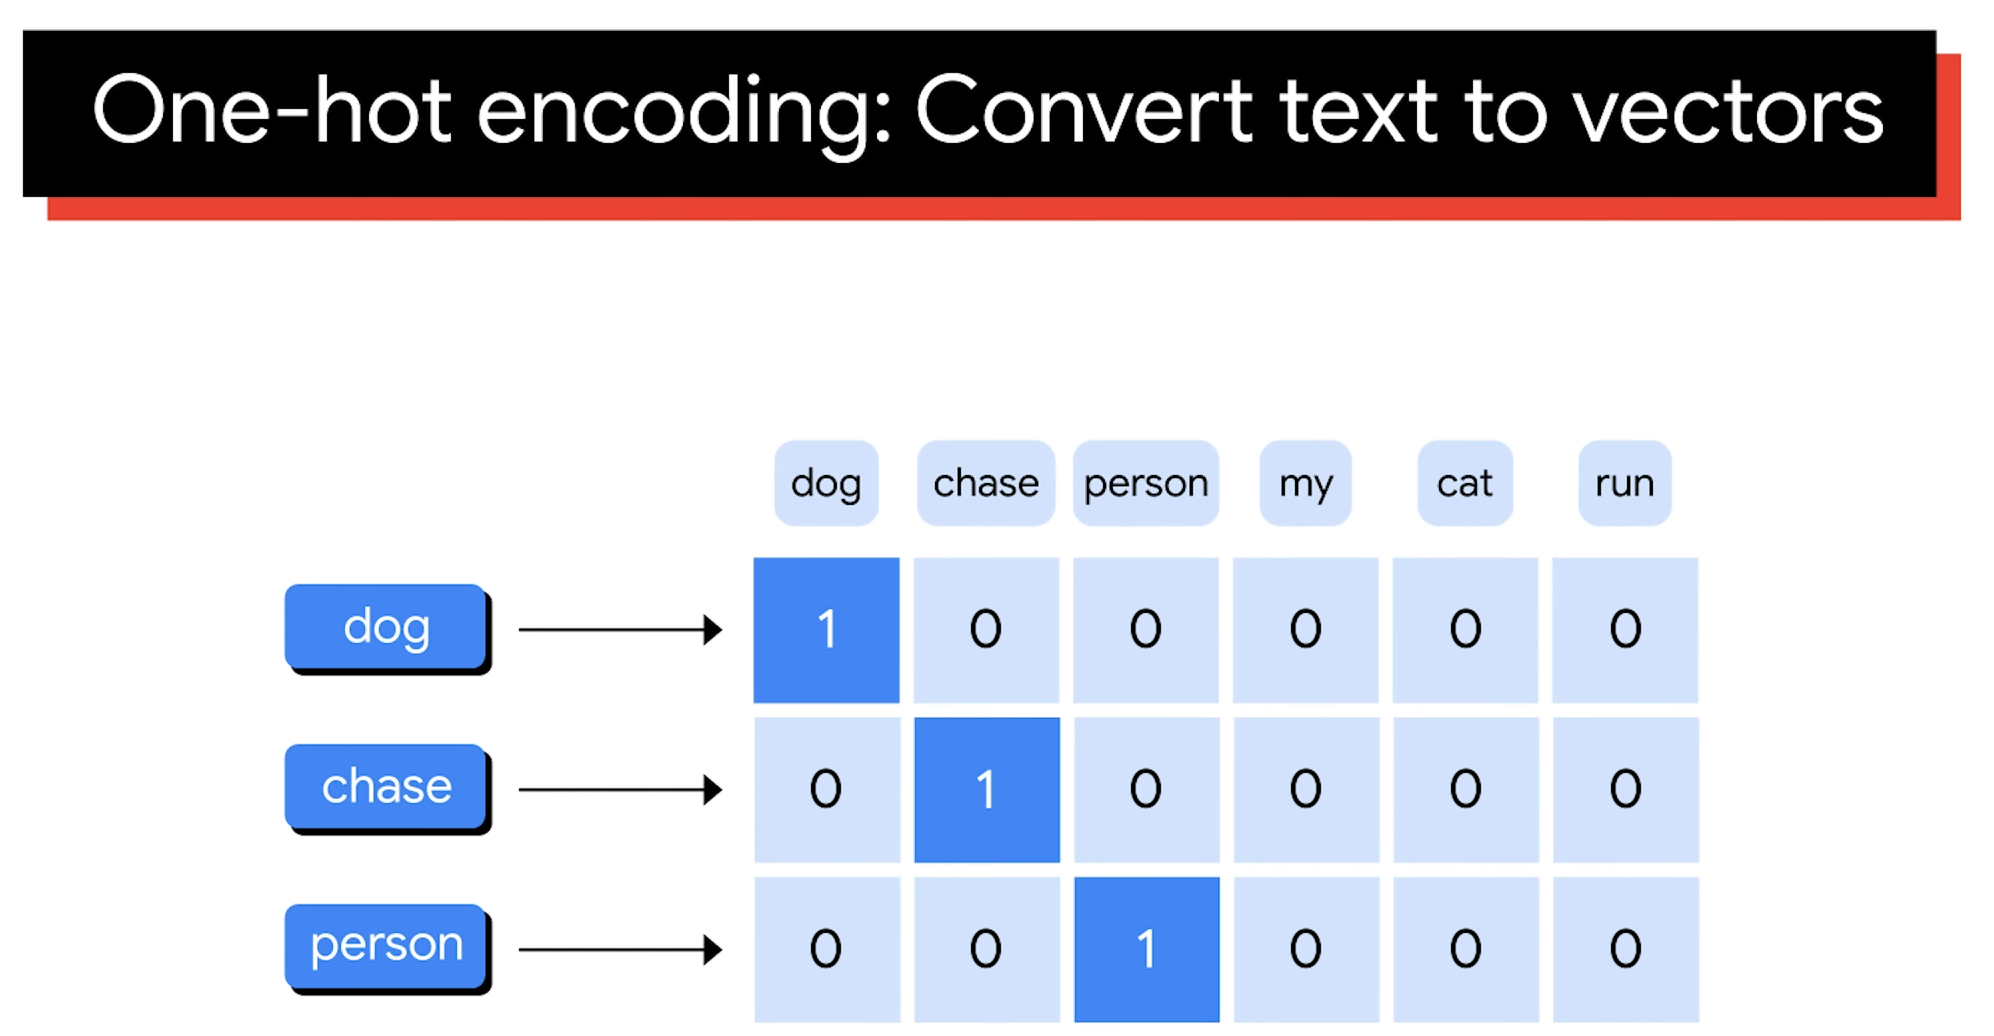 One-hot encoding: Convert text to vectors
dog chase person my cat run
dog 1 0 0 0 0 0
chase 0 1 0 0 0 0
person 0 0 1 0 0 0